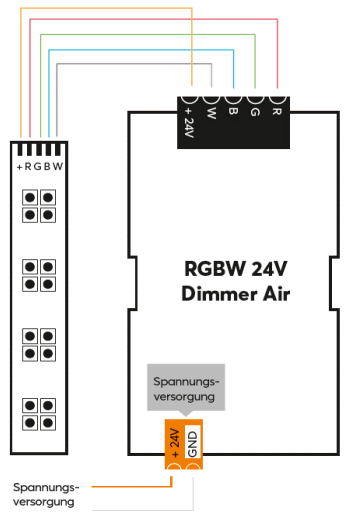 + 24V
W
B
G
R
+RGBW
RGBW 24V
Dimmer Air
Spannungs-
versorgung
+ 24V
GND
Spannungs-
versorgung